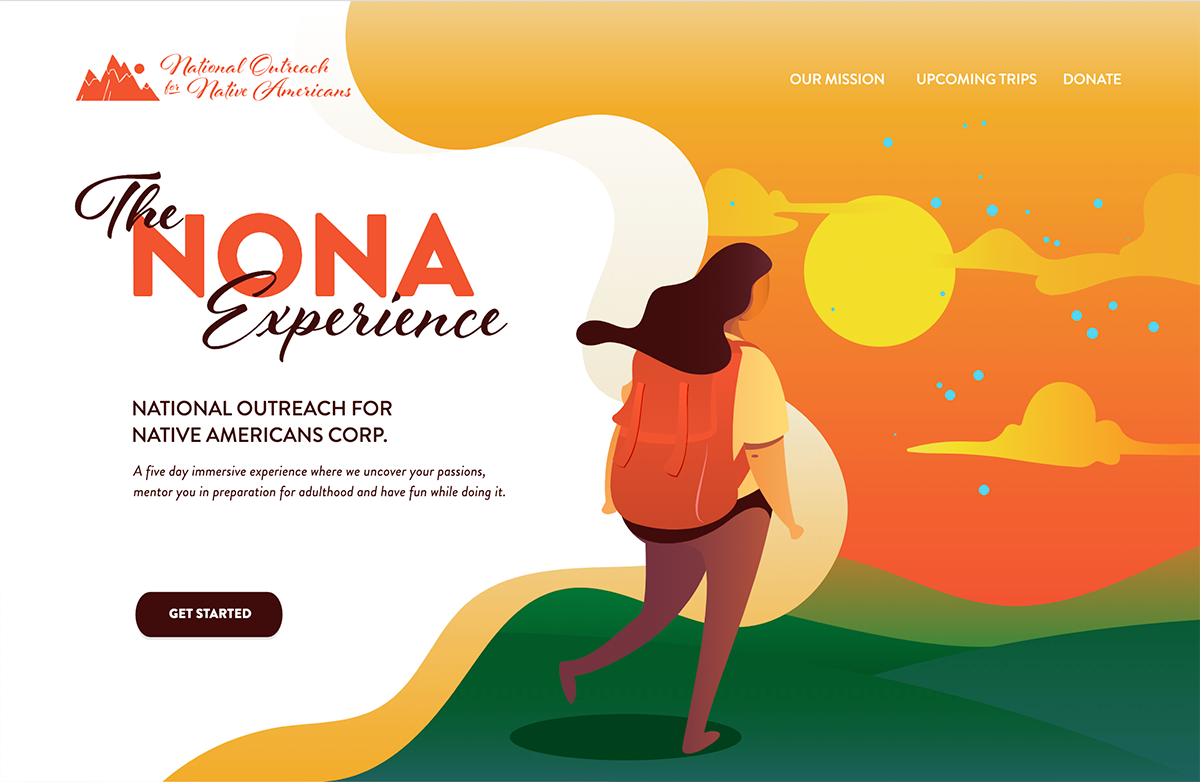 National Outreach
for Native Americans
OUR MISSION UPCOMING TRIPS DONATE
The
NONA
Experience
NATIONAL OUTREACH FOR
NATIVE AMERICANS CORP.
A five day immersive experience where we uncover your passions,
mentor you in preparation for adulthood and have fun while doing it.
GET STARTED